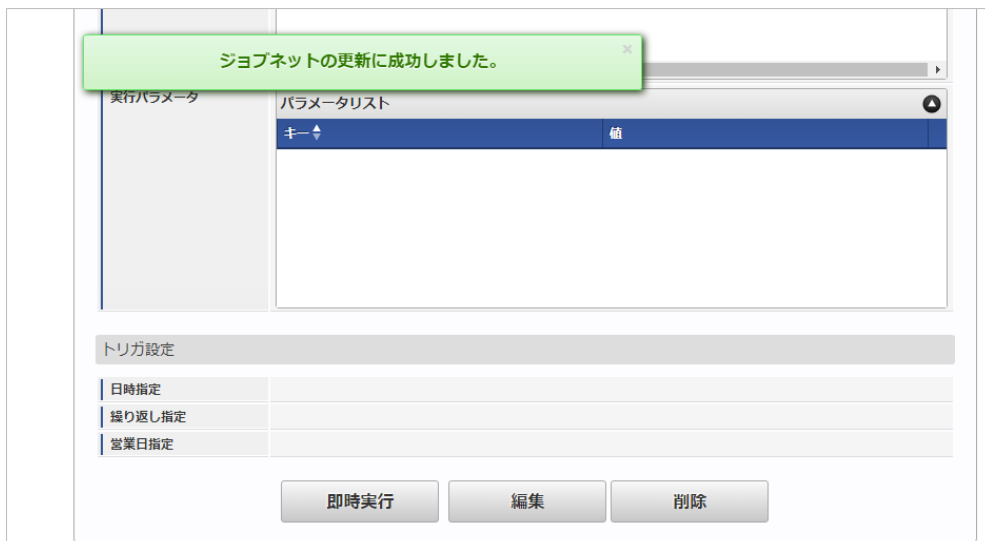 ジョブネットの更新に成功しました。
×
実行パラメータ
パラメータリスト
キー
値
トリガ設定
日時指定
繰り返し指定
営業日指定
即時実行
編集
削除